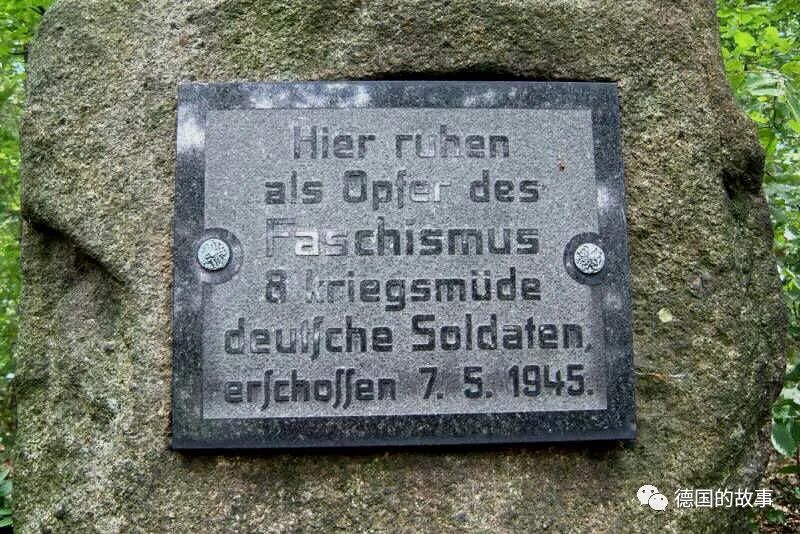 Hier ruhen
als Opfer des
Faschismus
8 kriegsmüde
deutſche Soldaten,
erſchoſſen 7. 5. 1945.
德国的故事